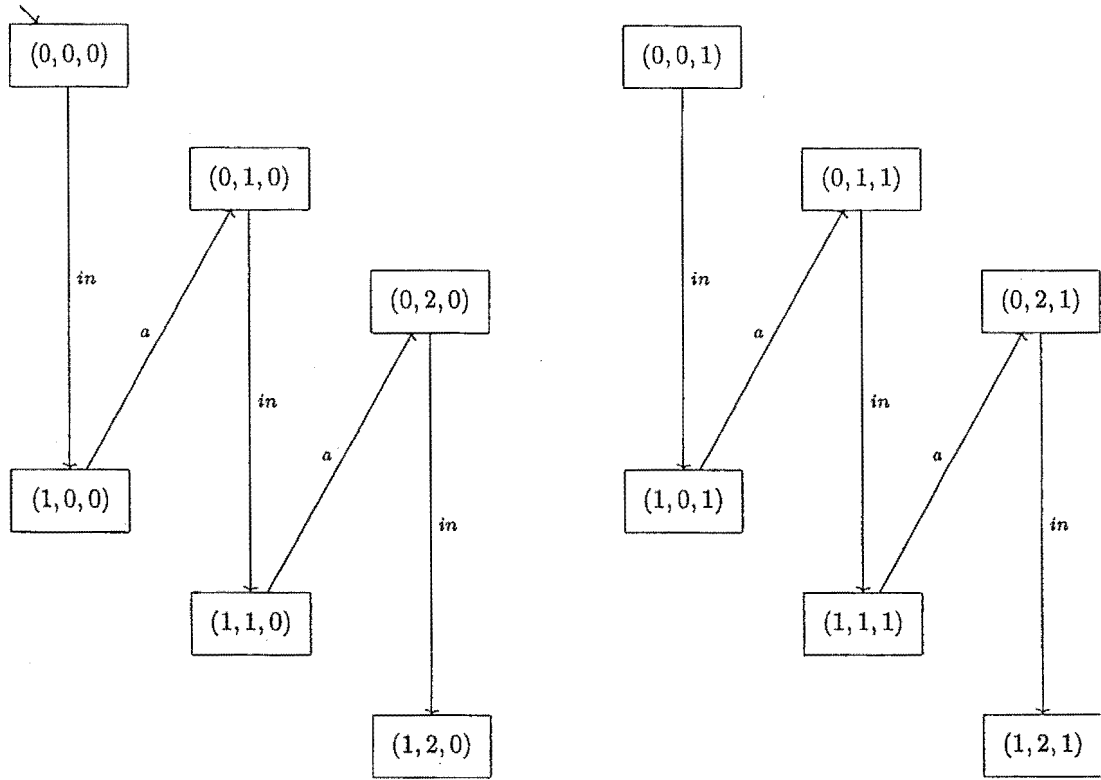 (0, 0, 0)
(0, 0, 1)
(0, 1, 0)
(0, 1, 1)
in
in
(0, 2, 0)
(0, 2, 1)
a
a
in
in
a
a
(1, 0, 0)
(1, 0, 1)
in
in
(1, 1, 0)
(1, 1, 1)
(1, 2, 0)
(1, 2, 1)